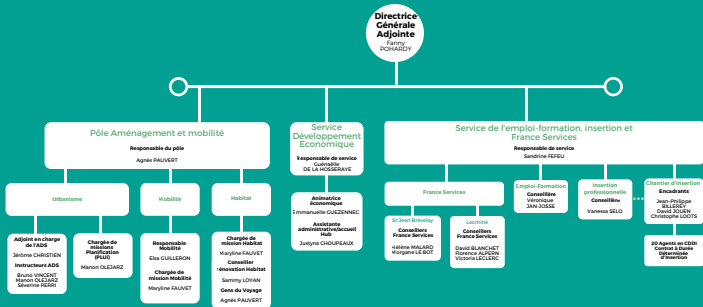 Directrice
Générale
Adjointe
Fanny
POHARDY
Pôle Aménagement et mobilité
Responsable du pôle
Agnès PAUVERT
Service
Développement
Economique
Responsable de service
Guénaëlle
DE LA HOSSERAYE
Service de l'emploi-formation, insertion et
France Services
Responsable de service
Sandrine FEFEU
Urbanisme
Mobilité
Habitat
Animatrice
économique
Emmanuelle GUEZENNEC
Assistante
administrative/accueil
Hub
Justyna CHOUPEAUX
France Services
Emploi-Formation
Conseillère
Véronique
JAN-JOSSE
Insertion
professionnelle
Conseillère
Vanessa SELO
Chantier d'insertion
Encadrants
Jean-Philippe
BILLEREY
David JOUEN
Christophe LOOTS
Adjoint en charge
de l'ADS
Jérôme CHRISTIEN
Instructeurs ADS
Bruno VINCENT
Manon OLEJARZ
Séverine PERRI
Chargée de
missions
Planification
(PLUi)
Manon OLEJARZ
Responsable
Mobilité
Elsa GUILLERON
Chargée de
mission Mobilité
Maryline FAUVET
Chargée de
mission Habitat
Maryline FAUVET
Conseiller
rénovation Habitat
Sammy LOYAN
Gens du Voyage
Agnès PAUVERT
St Jean Brévelay
Conseillers
France Services
Hélène MALARD
Morgane LE BOT
Locminé
Conseillers
France Services
David BLANCHET
Florence ALPERN
Victoria LECLERC
20 Agents en CDDI
Contrat à Durée
Déterminée
d'Insertion